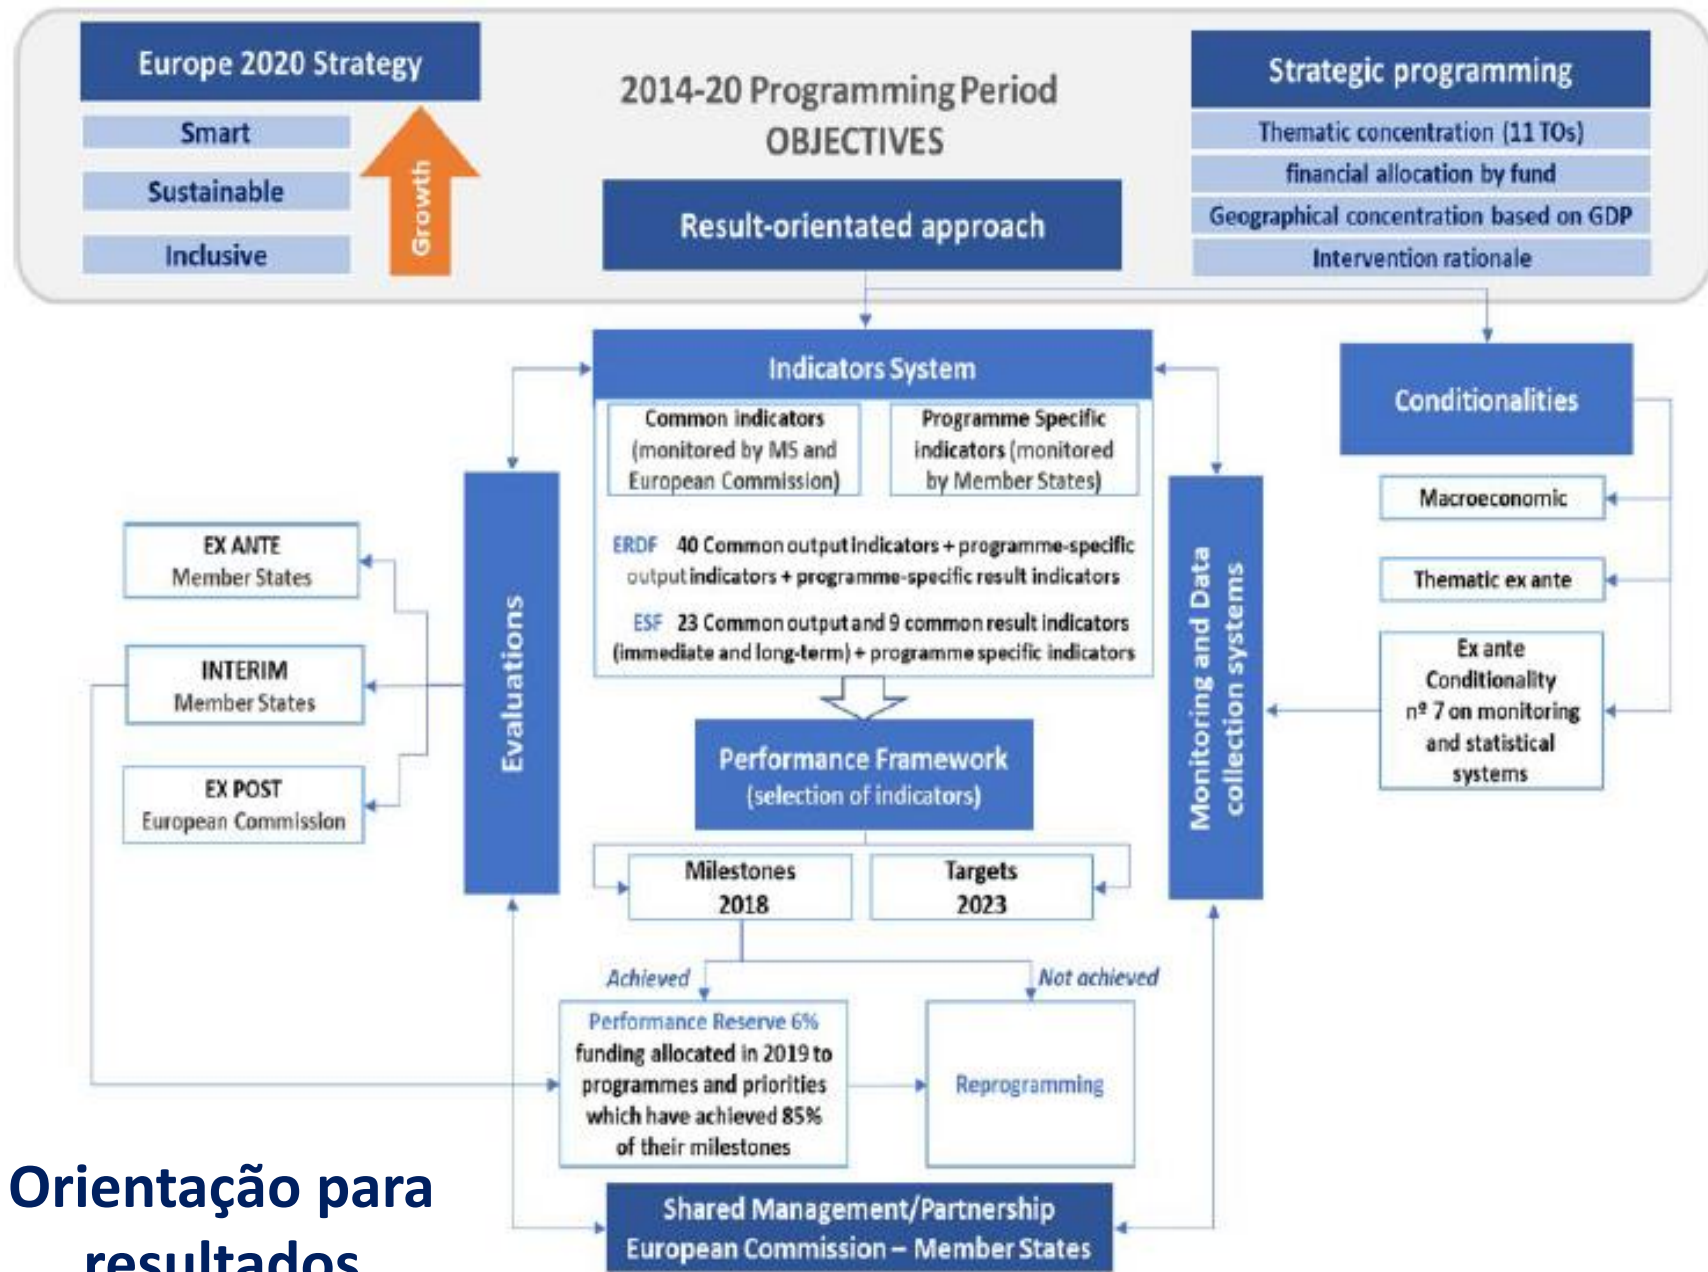 Europe 2020 Strategy
Smart
Sustainable
Inclusive
Growth
2014-20 Programming Period
OBJECTIVES
Result-orientated approach
Strategic programming
Thematic concentration (11 TOs)
financial allocation by fund
Geographical concentration based on GDP
Intervention rationale
Indicators System
Common indicators
(monitored by MS and
European Commission)
Programme Specific
indicators (monitored
by Member States)
ERDF 40 Common output indicators + programme-specific
output indicators + programme-specific result indicators
ESF 23 Common output and 9 common result indicators
(immediate and long-term) + programme specific indicators
Conditionalities
Macroeconomic
Thematic ex ante
Ex ante
Conditionality
nº 7 on monitoring
and statistical
systems
Evaluations
EX ANTE
Member States
INTERIM
Member States
EX POST
European Commission
Monitoring and Data
collection systems
Performance Framework
(selection of indicators)
Milestones
2018
Targets
2023
Achieved
Not achieved
Performance Reserve 6%
funding allocated in 2019 to
programmes and priorities
which have achieved 85%
of their milestones
Reprogramming
Shared Management/Partnership
European Commission – Member States
Orientação para
resultados